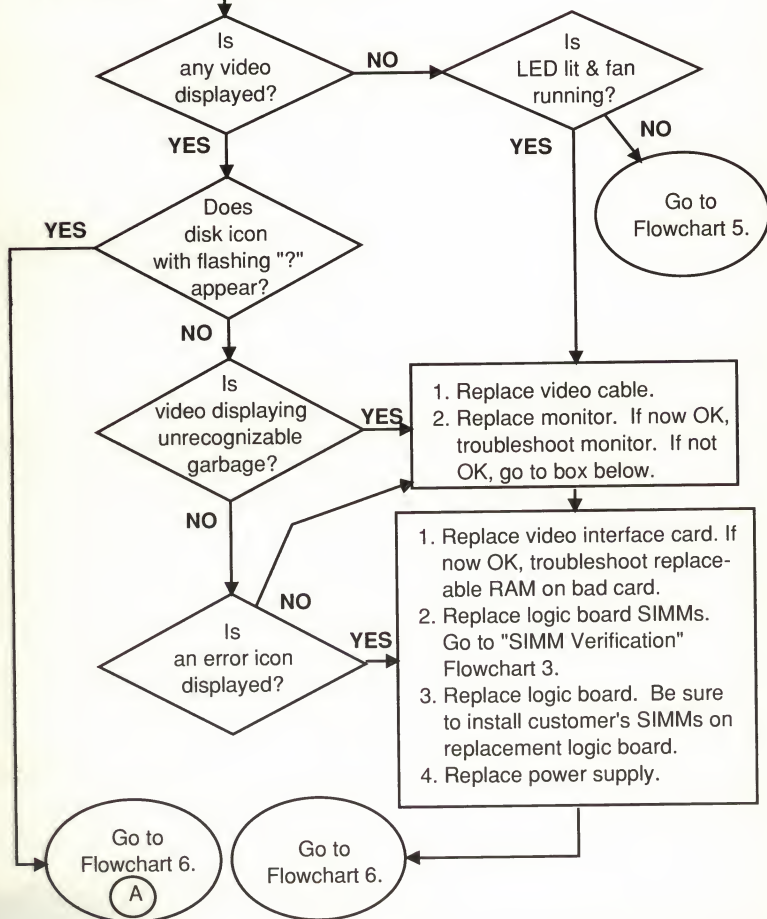 Is
any video
displayed?
NO
Is
LED lit & fan
running?
YES
YES
NO
Go to
Flowchart 5.
YES
Does
disk icon
with flashing "?"
appear?
NO
Is
video displaying
unrecognizable
garbage?
YES
1. Replace video cable.
2. Replace monitor. If now OK,
troubleshoot monitor. If not
OK, go to box below.
NO
1. Replace video interface card. If
now OK, troubleshoot replace-
able RAM on bad card.
2. Replace logic board SIMMs.
Go to "SIMM Verification"
Flowchart 3.
3. Replace logic board. Be sure
to install customer's SIMMs on
replacement logic board.
4. Replace power supply.
NO
Is
an error icon
displayed?
YES
Go to
Flowchart 6.
A
Go to
Flowchart 6.